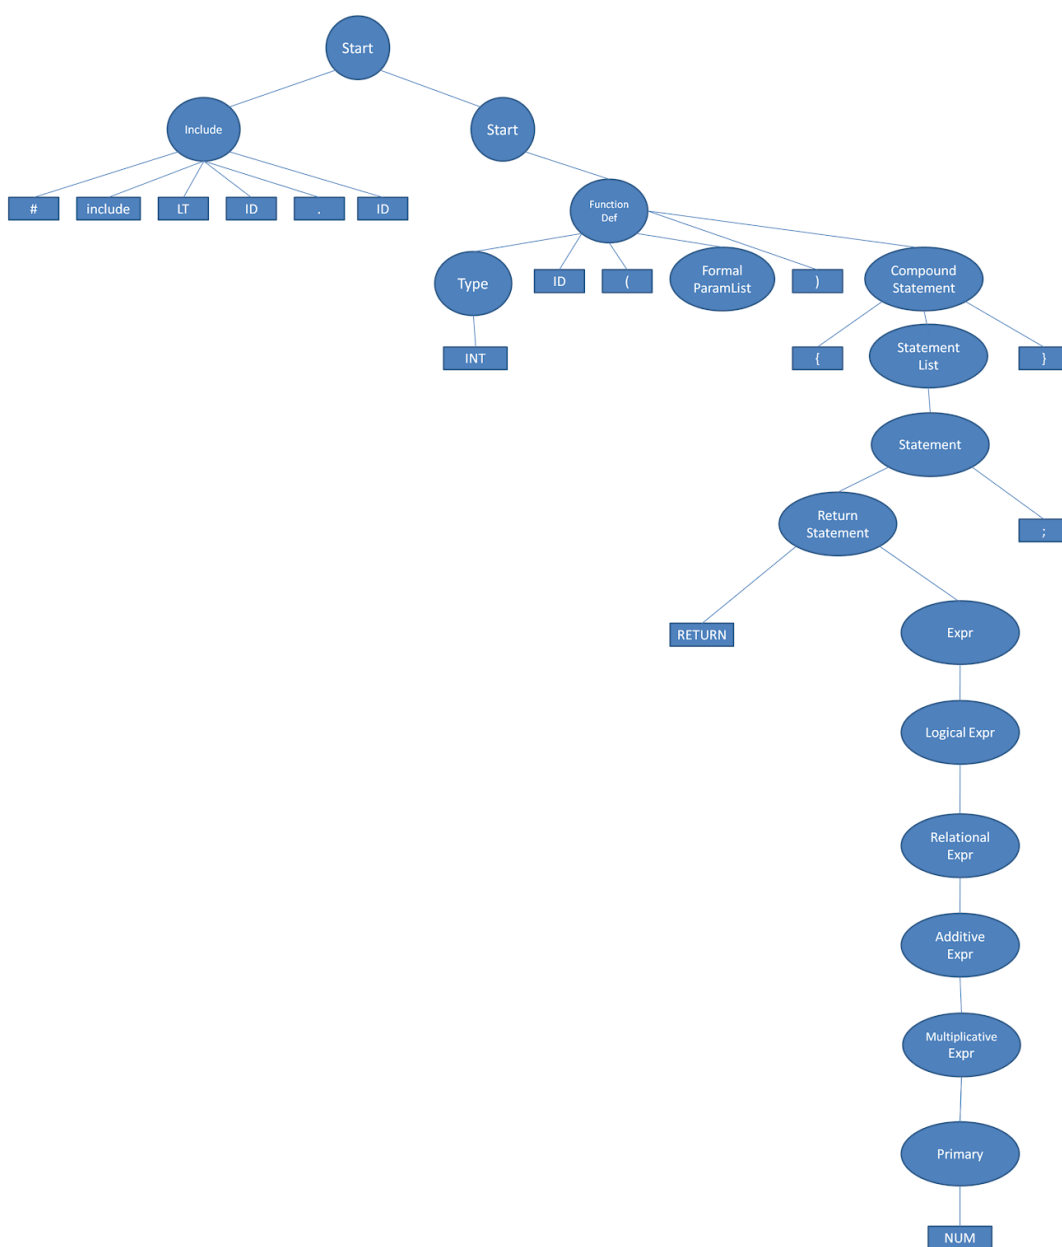 Start
Include
Start
#
include
LT
ID
.
ID
Function
Def
Type
ID
(
Formal
ParamList
)
Compound
Statement
INT
{
Statement
List
}
Statement
Return
Statement
;
RETURN
Expr
Logical Expr
Relational
Expr
Additive
Expr
Multiplicative
Expr
Primary
NUM